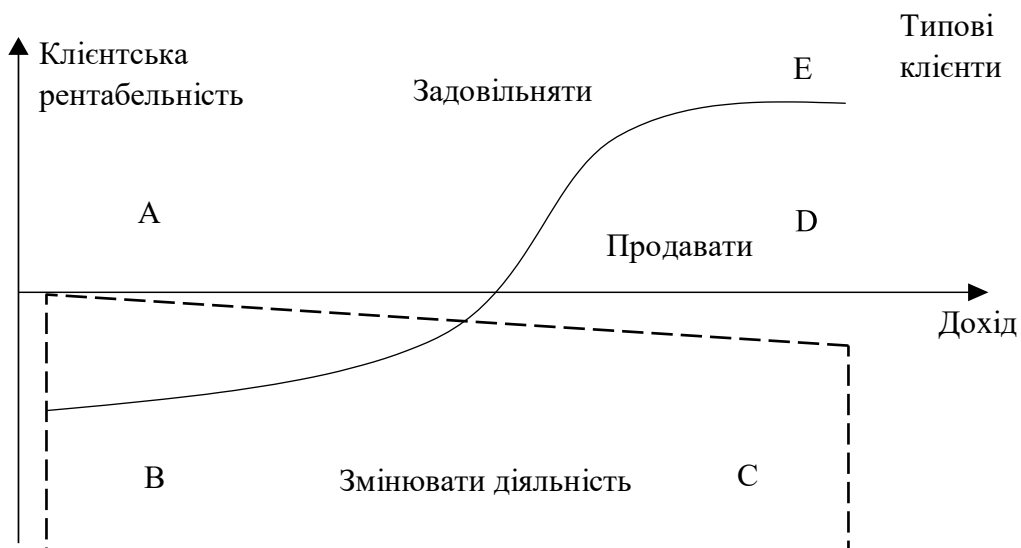 Клієнтська
рентабельність
Типові
клієнти
Задовільняти
E
A
D
Продавати
Дохід
B
Змінювати діяльність
C